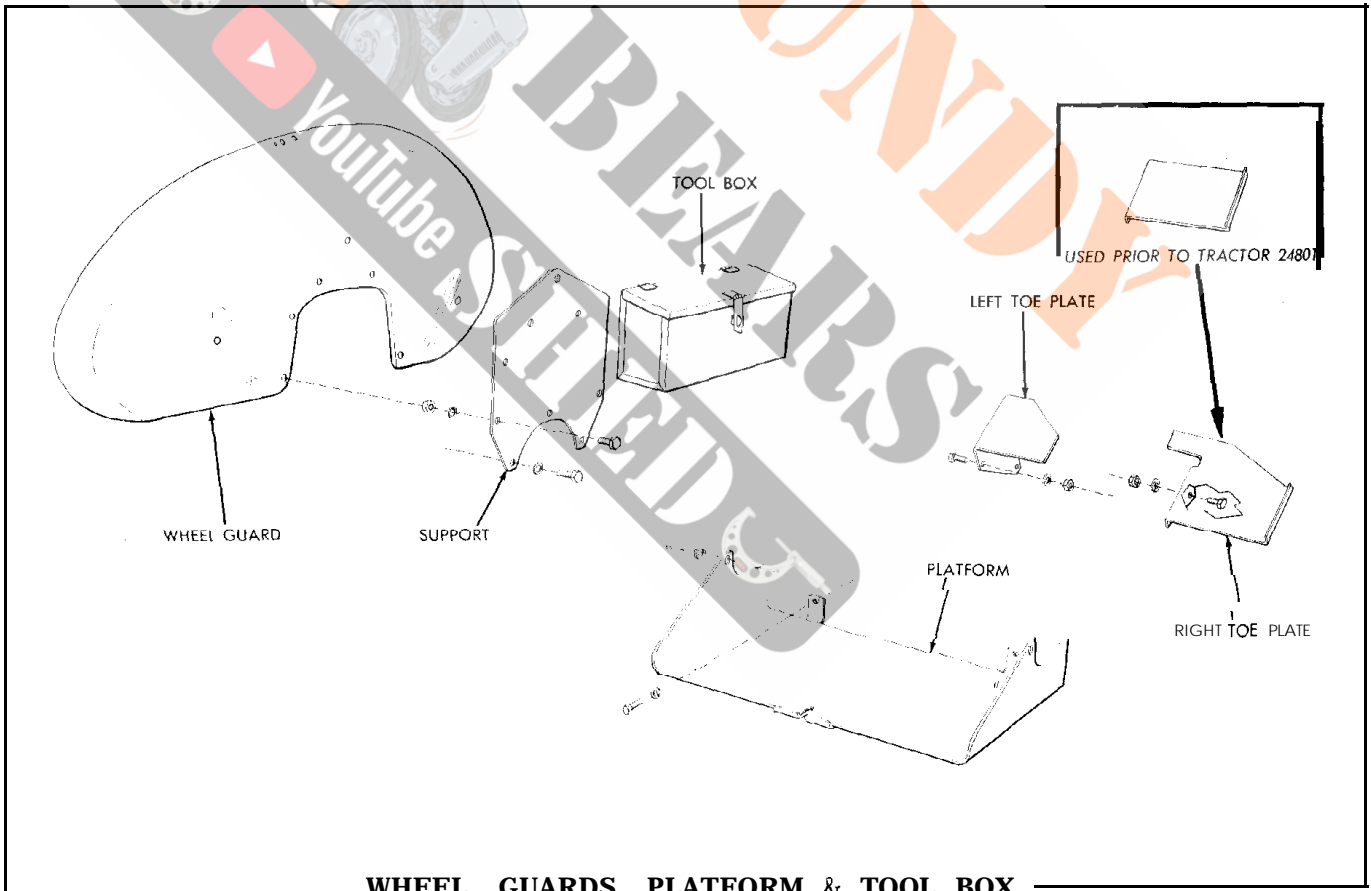 UNDY
BEARS
SHED
YouTube
TOOL BOX
USED PRIOR TO TRACTOR 24801
LEFT TOE PLATE
WHEEL GUARD
SUPPORT
PLATFORM
RIGHT TOE PLATE
WHEEL GUARDS PLATFORM & TOOL BOX